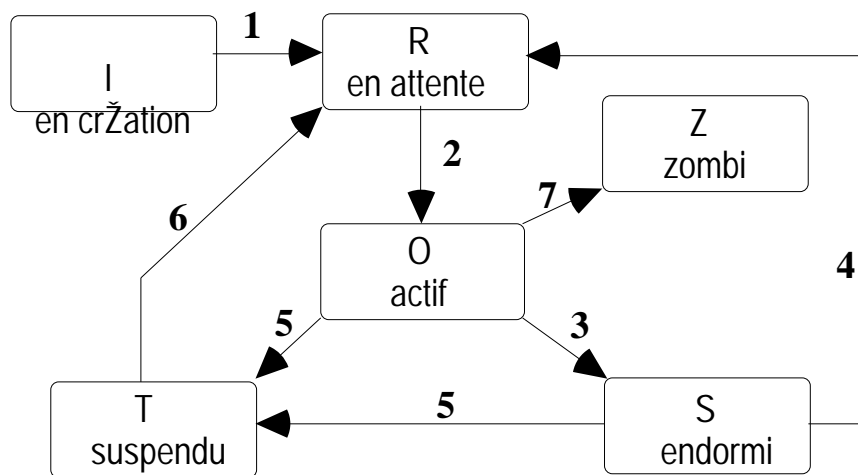 1
R
en attente
I
en crŽation
Z
zombi
2
7
6
O
actif
4
5
3
T
suspendu
5
S
endormi